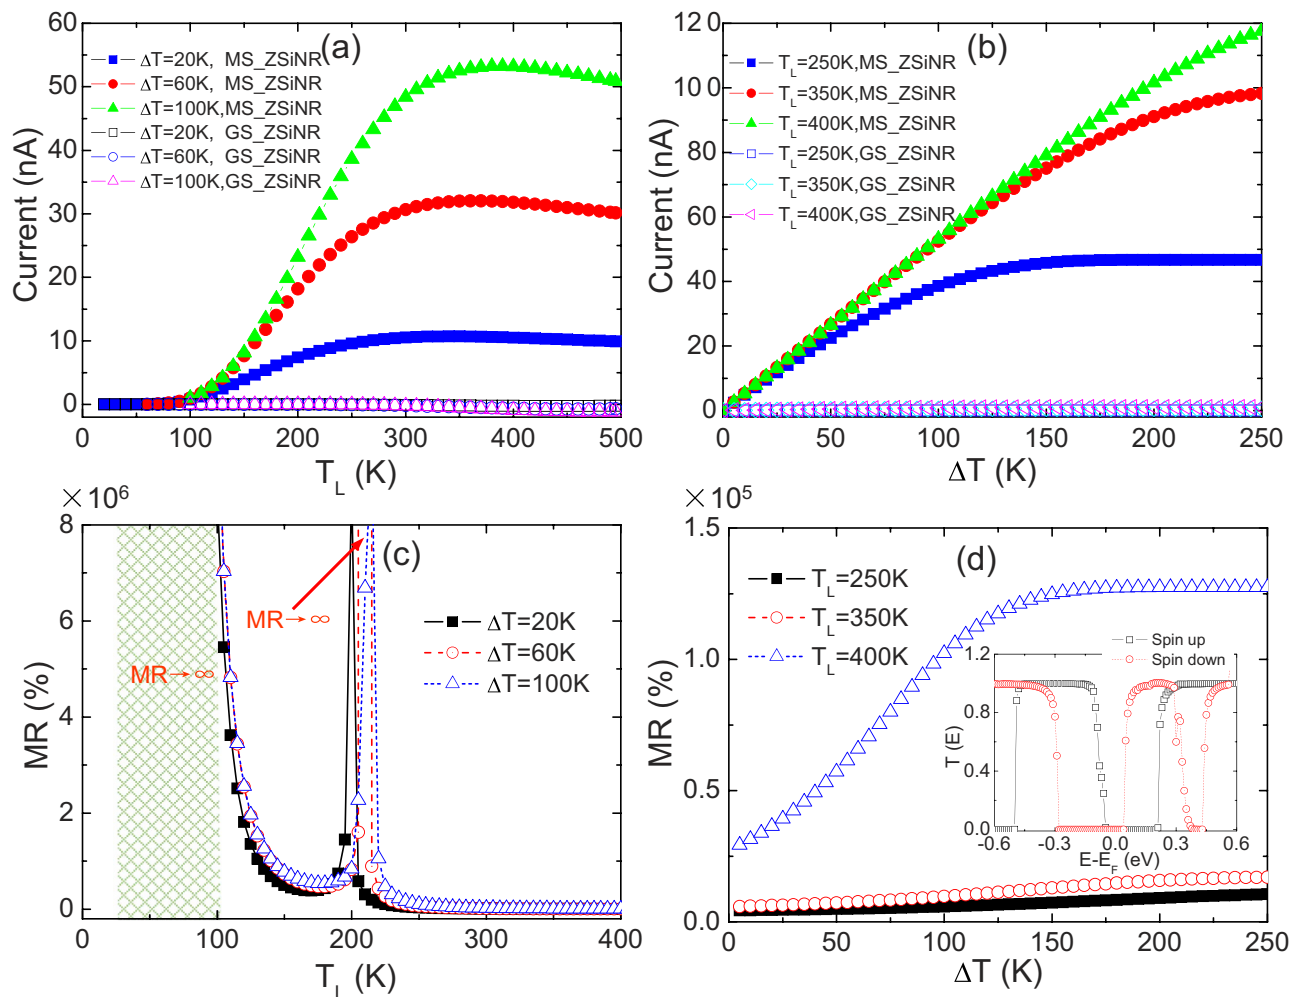 (a)
ΔT=20K, MS_ZSiNR
ΔT=60K, MS_ZSiNR
ΔT=100K,MS_ZSiNR
ΔT=20K, GS_ZSiNR
ΔT=60K, GS_ZSiNR
ΔT=100K,GS_ZSiNR
Current (nA)
60
50
40
30
20
10
0
0 100 200 300 400 500
T_L (K)
(b)
T_L=250K,MS_ZSiNR
T_L=350K,MS_ZSiNR
T_L=400K,MS_ZSiNR
T_L=250K,GS_ZSiNR
T_L=350K,GS_ZSiNR
T_L=400K,GS_ZSiNR
Current (nA)
120
100
80
60
40
20
0
0 50 100 150 200 250
ΔT (K)
×10^6
(c)
MR→∞
MR→∞
ΔT=20K
ΔT=60K
ΔT=100K
MR (%)
8
6
4
2
0
0 100 200 300 400
T_L (K)
×10^5
(d)
T_L=250K
T_L=350K
T_L=400K
MR (%)
1.5
1.0
0.5
0.0
0 50 100 150 200 250
ΔT (K)
Spin up
Spin down
T (E)
1.2
0.8
0.4
0.0
-0.6 -0.3 0.0 0.3 0.6
E-E_F (eV)